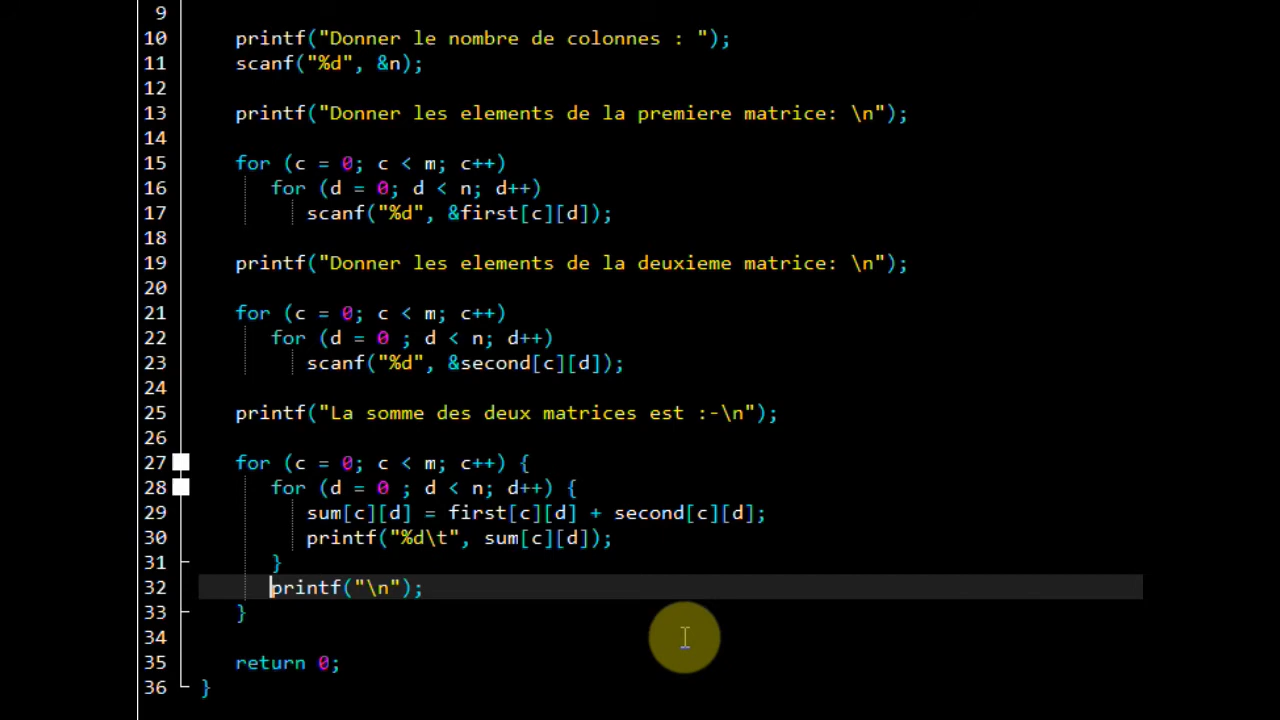 9
10 printf("Donner le nombre de colonnes : ");
11 scanf("%d", &n);
12
13 printf("Donner les elements de la premiere matrice: \n");
14
15 for (c = 0; c < m; c++)
16 for (d = 0; d < n; d++)
17 scanf("%d", &first[c][d]);
18
19 printf("Donner les elements de la deuxieme matrice: \n");
20
21 for (c = 0; c < m; c++)
22 for (d = 0 ; d < n; d++)
23 scanf("%d", &second[c][d]);
24
25 printf("La somme des deux matrices est :-\n");
26
27 for (c = 0; c < m; c++) {
28 for (d = 0 ; d < n; d++) {
29 sum[c][d] = first[c][d] + second[c][d];
30 printf("%d\t", sum[c][d]);
31 }
32 printf("\n");
33 }
34
35 return 0;
36 }